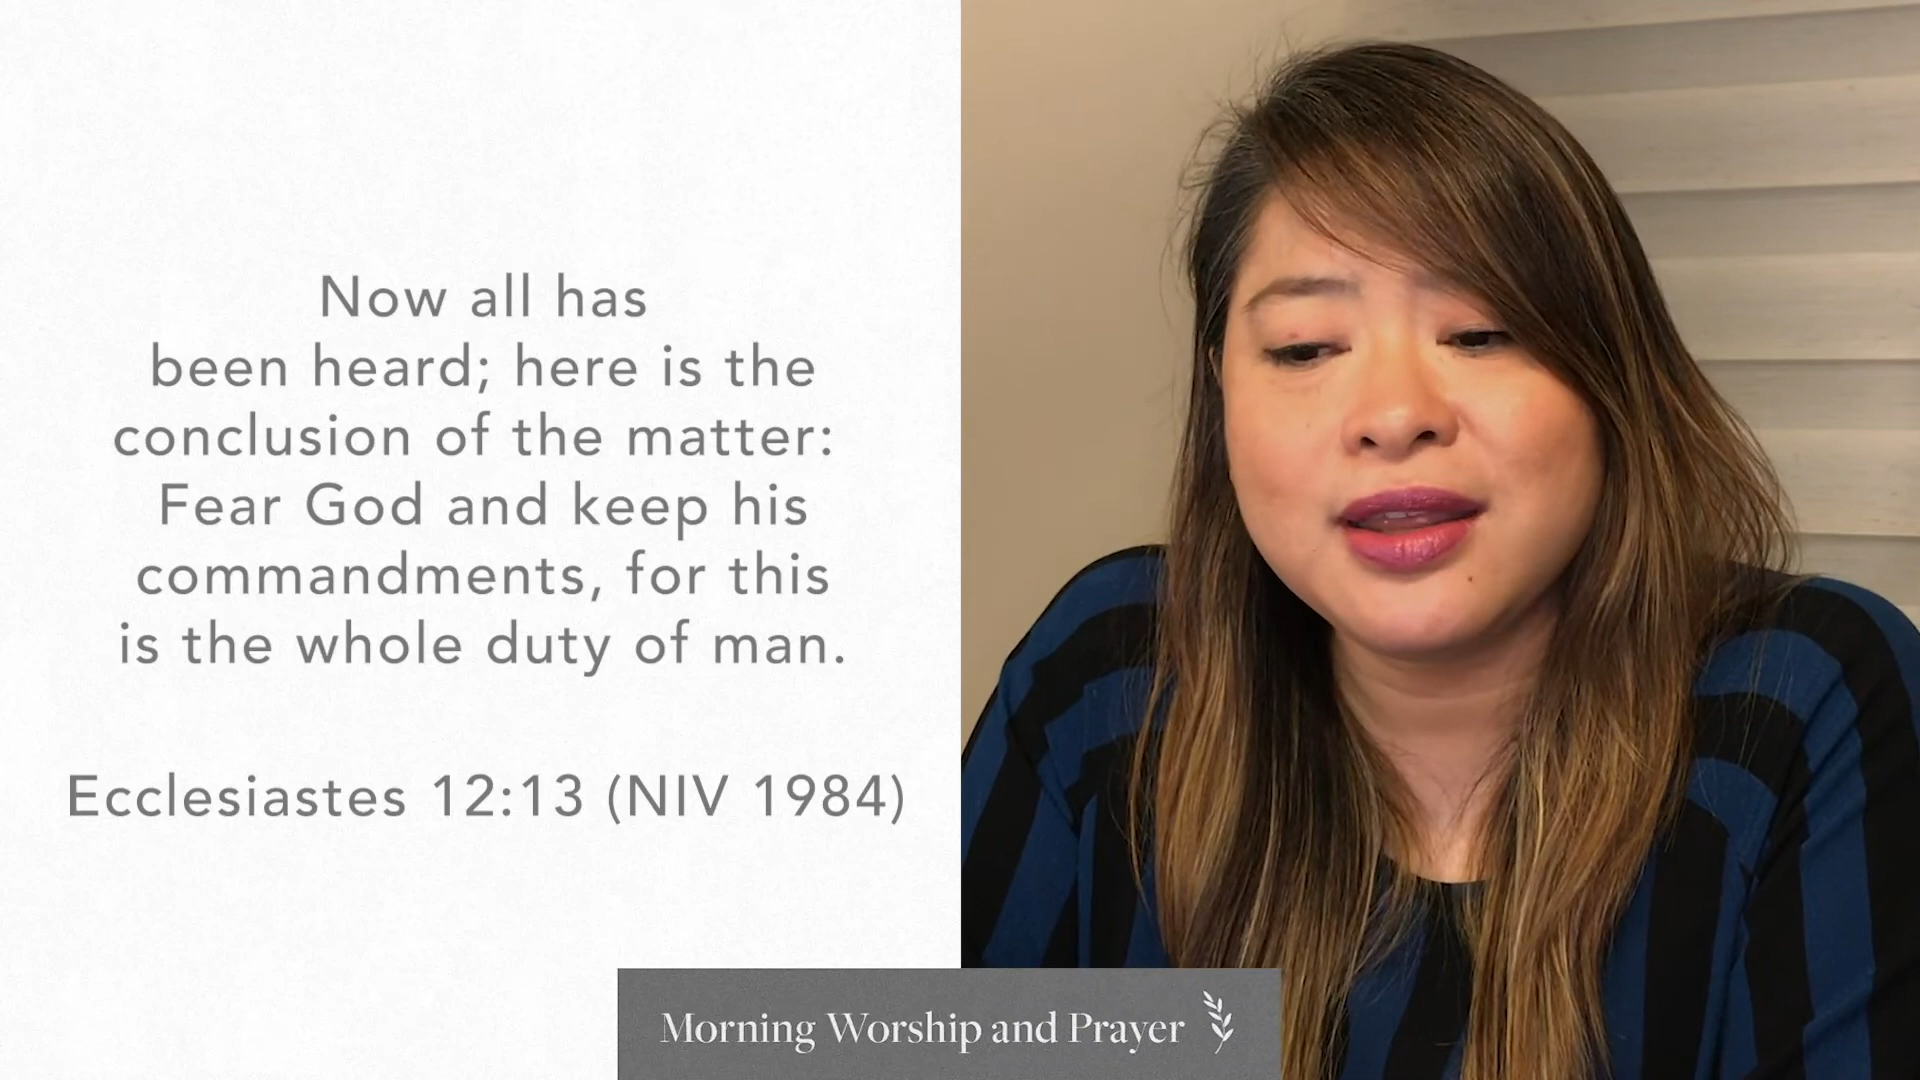 Now all has
been heard; here is the
conclusion of the matter:
Fear God and keep his
commandments, for this
is the whole duty of man.
Ecclesiastes 12:13 (NIV 1984)
Morning Worship and Prayer